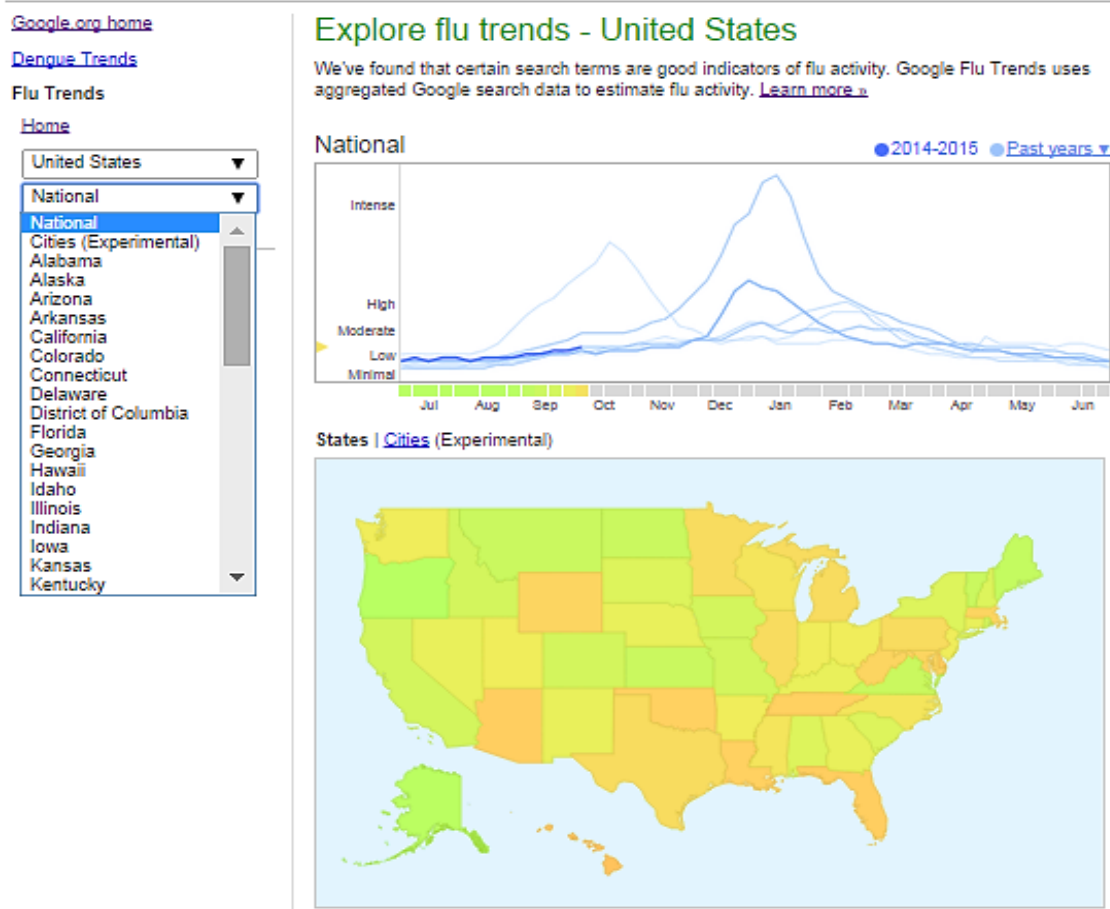 Google.org home
Dengue Trends
Flu Trends
Home
United States
National
National
Cities (Experimental)
Alabama
Alaska
Arizona
Arkansas
California
Colorado
Connecticut
Delaware
District of Columbia
Florida
Georgia
Hawaii
Idaho
Illinois
Indiana
Iowa
Kansas
Kentucky
Explore flu trends - United States
We've found that certain search terms are good indicators of flu activity. Google Flu Trends uses
aggregated Google search data to estimate flu activity. Learn more »
National
2014-2015 Past years ▼
Intense
High
Moderate
Low
Minimal
Jul Aug Sep Oct Nov Dec Jan Feb Mar Apr May Jun
States | Cities (Experimental)